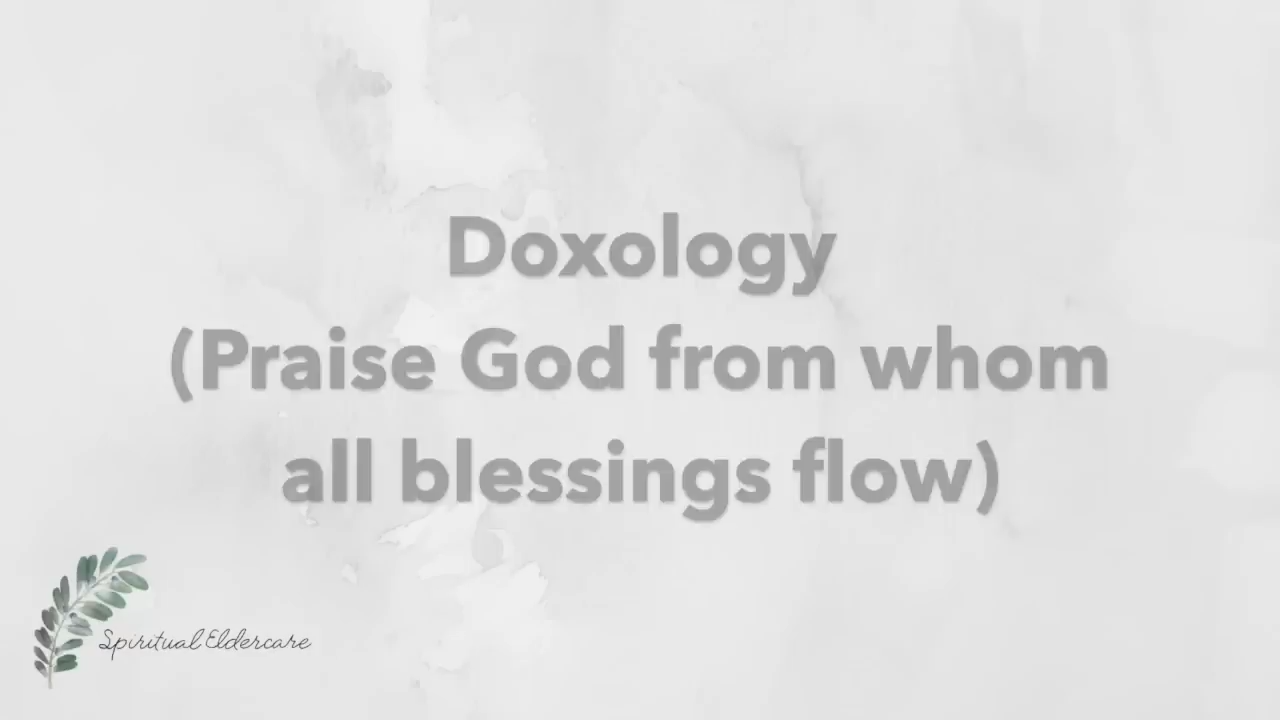 Doxology
(Praise God from whom
all blessings flow)
Spiritual Eldercare